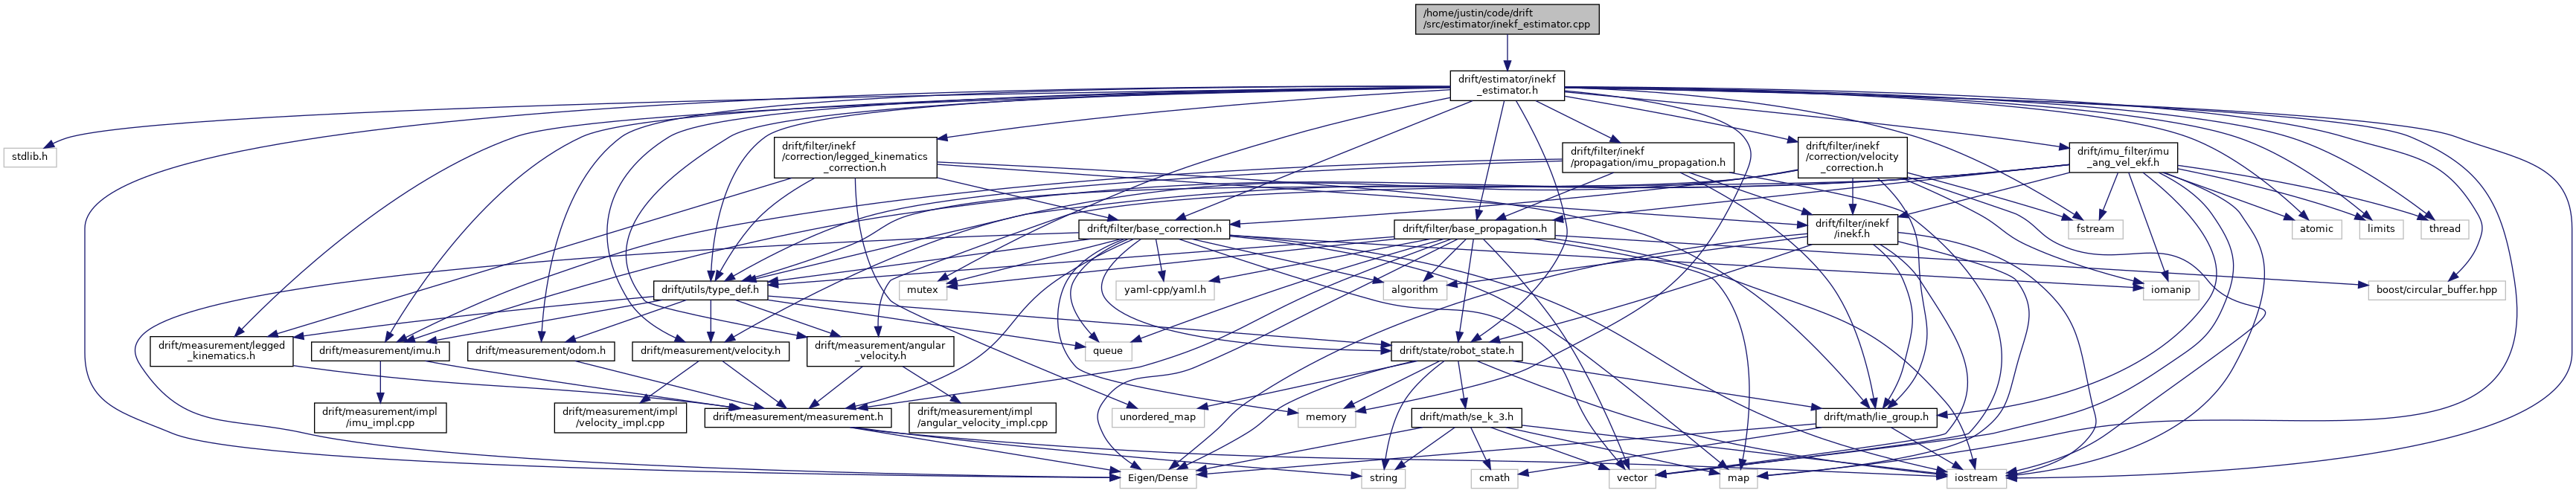 /home/justin/code/drift
/src/estimator/inekf_estimator.cpp
drift/estimator/inekf
_estimator.h
stdlib.h
drift/filter/inekf
/correction/legged_kinematics
_correction.h
drift/filter/inekf
/propagation/imu_propagation.h
drift/filter/inekf
/correction/velocity
_correction.h
drift/imu_filter/imu
_ang_vel_ekf.h
drift/filter/base_correction.h
drift/filter/base_propagation.h
drift/filter/inekf
/inekf.h
fstream
atomic
limits
thread
drift/utils/type_def.h
mutex
yaml-cpp/yaml.h
algorithm
iomanip
boost/circular_buffer.hpp
drift/measurement/legged
_kinematics.h
drift/measurement/imu.h
drift/measurement/odom.h
drift/measurement/velocity.h
drift/measurement/angular
_velocity.h
queue
drift/state/robot_state.h
drift/measurement/impl
/imu_impl.cpp
drift/measurement/impl
/velocity_impl.cpp
drift/measurement/measurement.h
drift/measurement/impl
/angular_velocity_impl.cpp
unordered_map
memory
drift/math/se_k_3.h
drift/math/lie_group.h
Eigen/Dense
string
cmath
vector
map
iostream